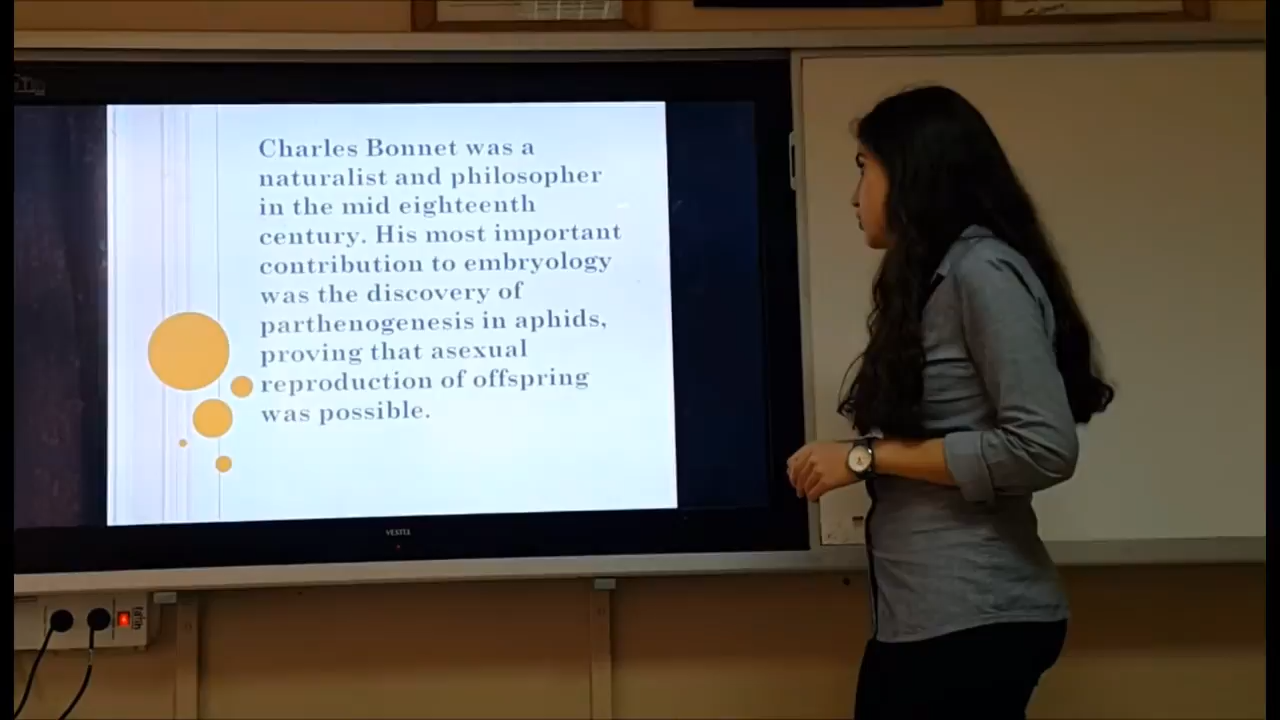 Charles Bonnet was a
naturalist and philosopher
in the mid eighteenth
century. His most important
contribution to embryology
was the discovery of
parthenogenesis in aphids,
proving that asexual
reproduction of offspring
was possible.
VESTEL